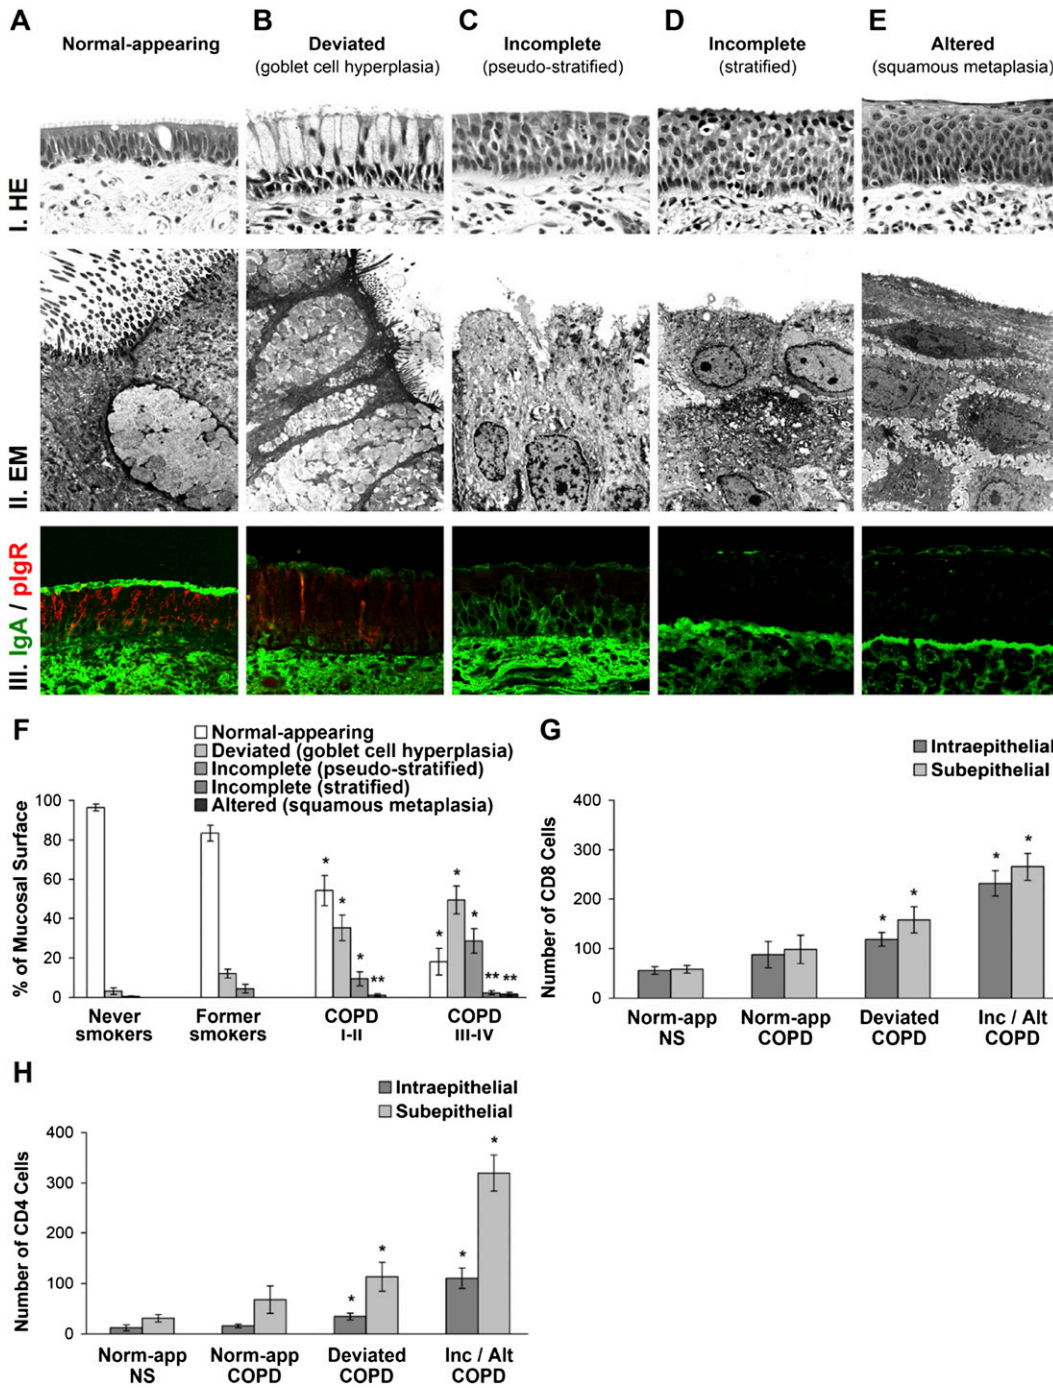 A
Normal-appearing
B
Deviated
(goblet cell hyperplasia)
C
Incomplete
(pseudo-stratified)
D
Incomplete
(stratified)
E
Altered
(squamous metaplasia)
I. HE
II. EM
III. IgA / pIgR
F
Normal-appearing
Deviated (goblet cell hyperplasia)
Incomplete (pseudo-stratified)
Incomplete (stratified)
Altered (squamous metaplasia)
% of Mucosal Surface
100
80
60
40
20
0
* * * **
* * * ** **
Never smokers
Former smokers
COPD I-II
COPD III-IV
G
Intraepithelial
Subepithelial
Number of CD8 Cells
400
300
200
100
0
* *
* *
Norm-app NS
Norm-app COPD
Deviated COPD
Inc / Alt COPD
H
Intraepithelial
Subepithelial
Number of CD4 Cells
400
300
200
100
0
* *
* *
Norm-app NS
Norm-app COPD
Deviated COPD
Inc / Alt COPD